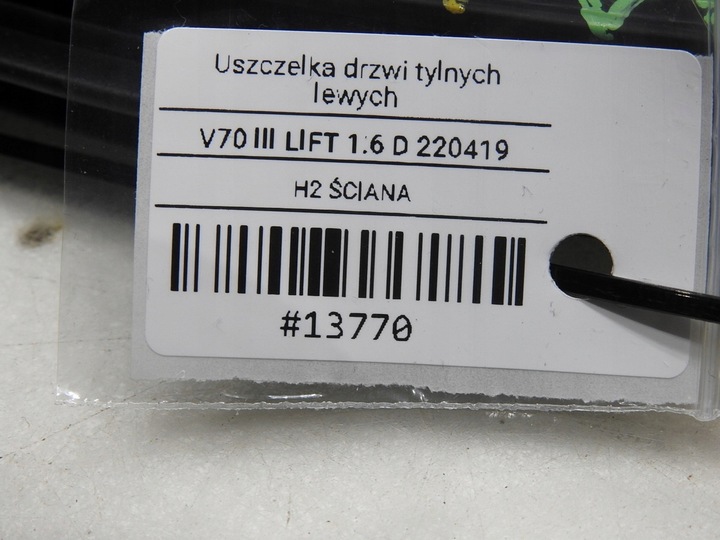 Uszczelka drzwi tylnych
lewych
V70 III LIFT 1.6 D 220419
H2 ŚCIANA
#13770